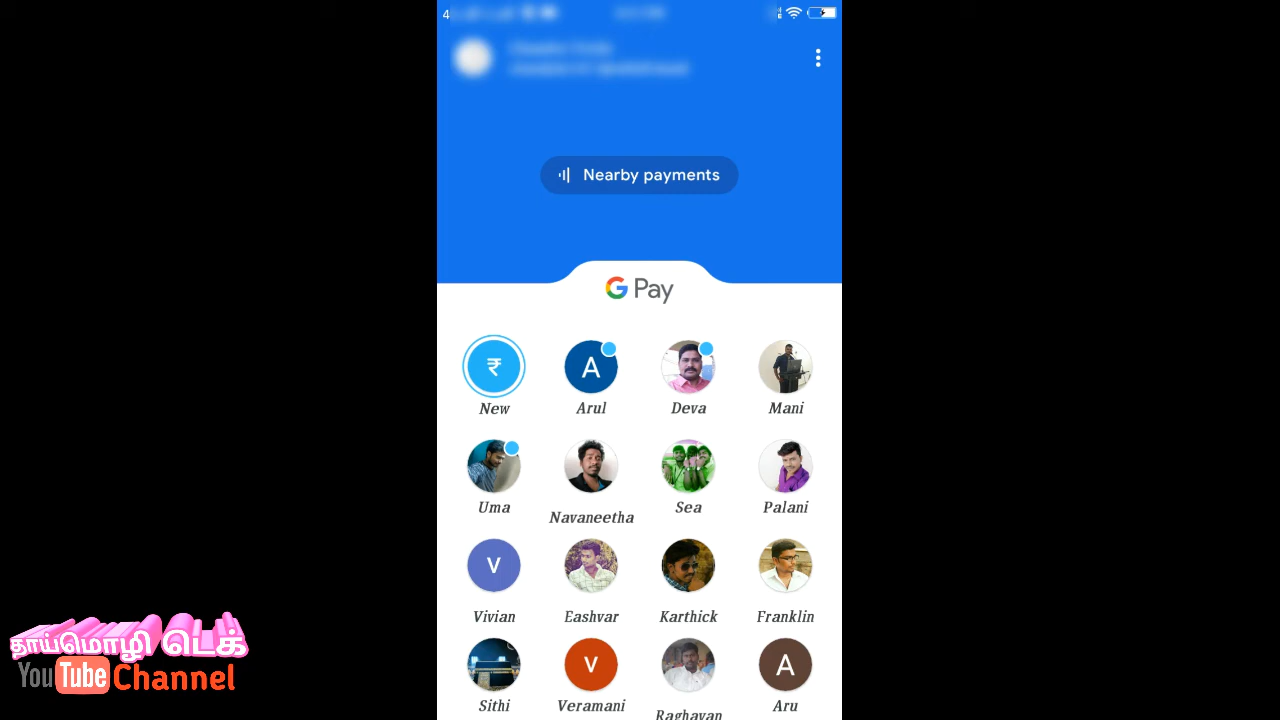 4
Nearby payments
G Pay
₹ A
New Arul Deva Mani
Uma Navaneetha Sea Palani
V
Vivian Eashvar Karthick Franklin
V A
Sithi Veramani Raghavan Aru
தாய்மொழி டெக்
YouTube Channel